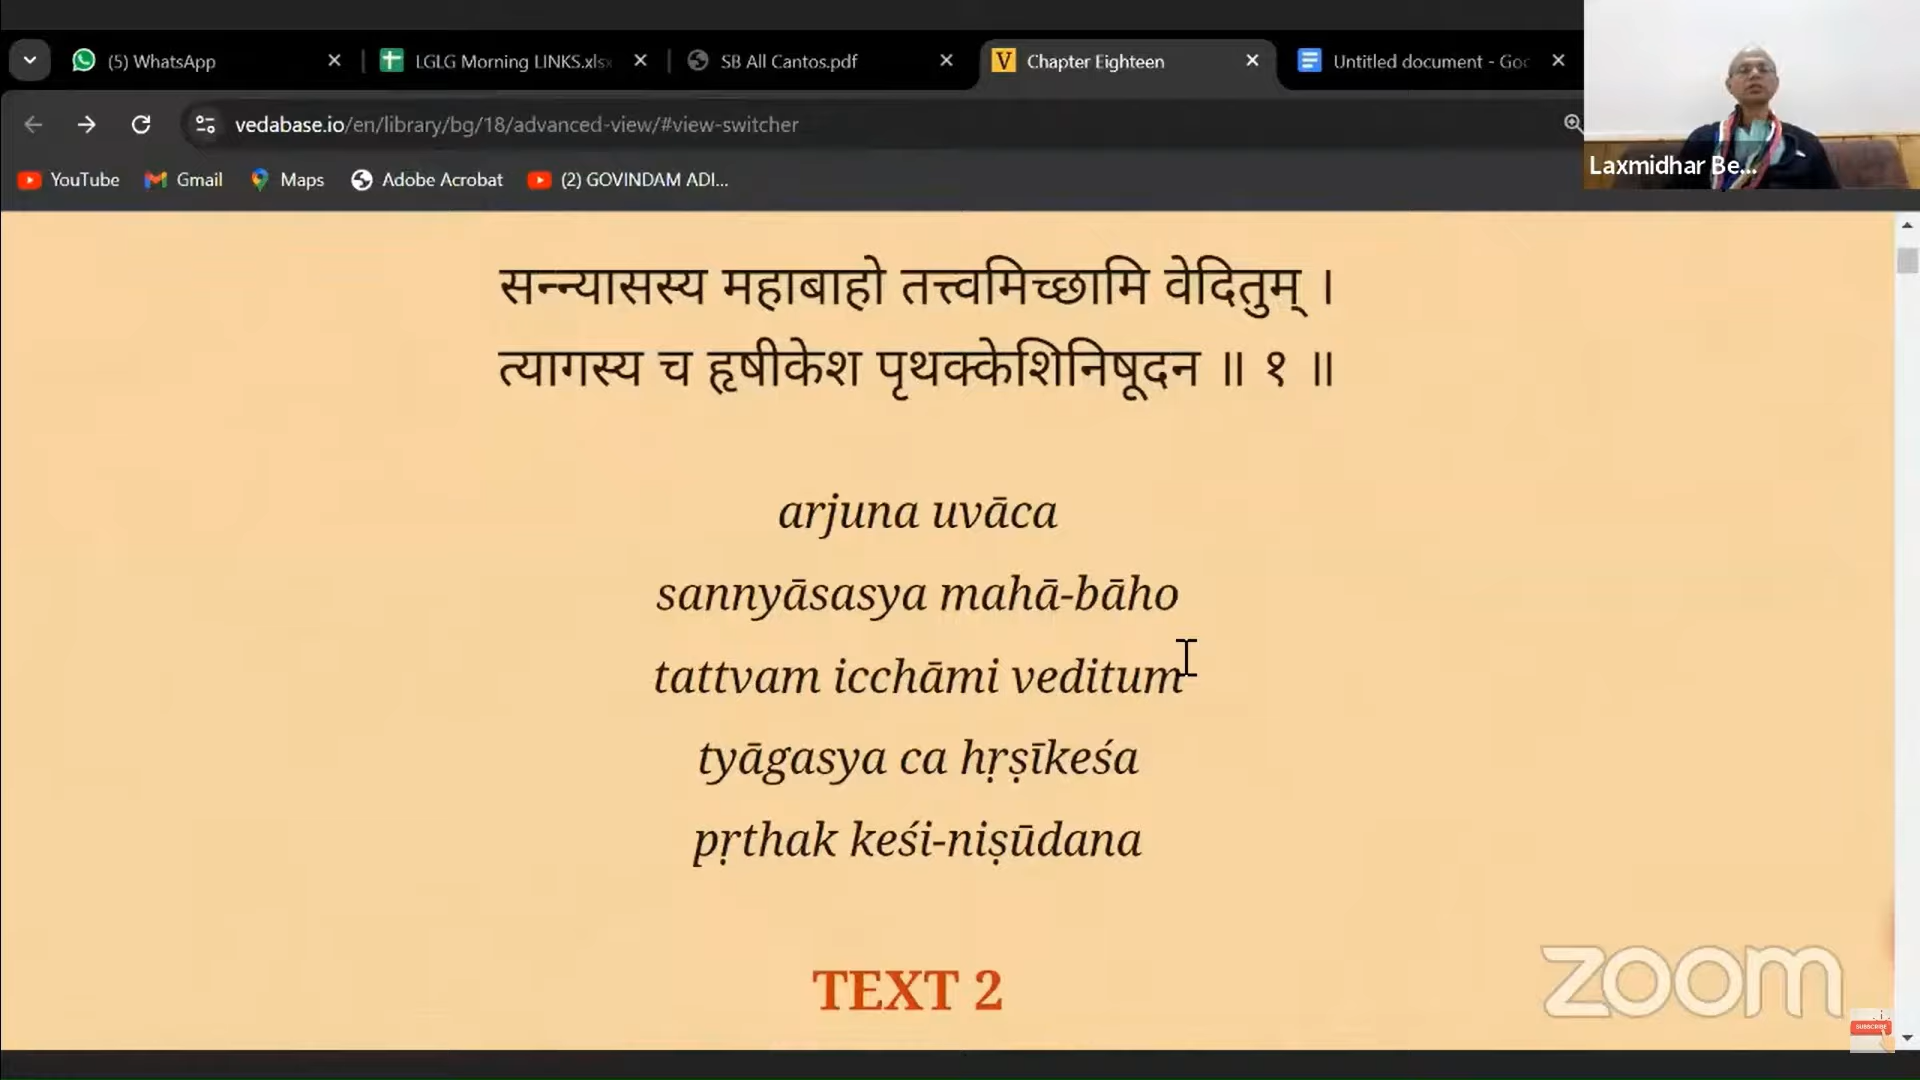 (5) WhatsApp
LGLG Morning LINKS.xls
SB All Cantos.pdf
Chapter Eighteen
Untitled document - Goo
vedabase.io/en/library/bg/18/advanced-view/#view-switcher
YouTube
Gmail
Maps
Adobe Acrobat
(2) GOVINDAM ADI...
Laxmidhar Be...
सन्न्यासस्य महाबाहो तत्त्वमिच्छामि वेदितुम् ।
त्यागस्य च हृषीकेश पृथक्केशिनिषूदन ॥ १ ॥
arjuna uvāca
sannyāsasya mahā-bāho
tattvam icchāmi veditum
tyāgasya ca hṛṣīkeśa
pṛthak keśi-niṣūdana
TEXT 2
zoom
SUBSCRIBE